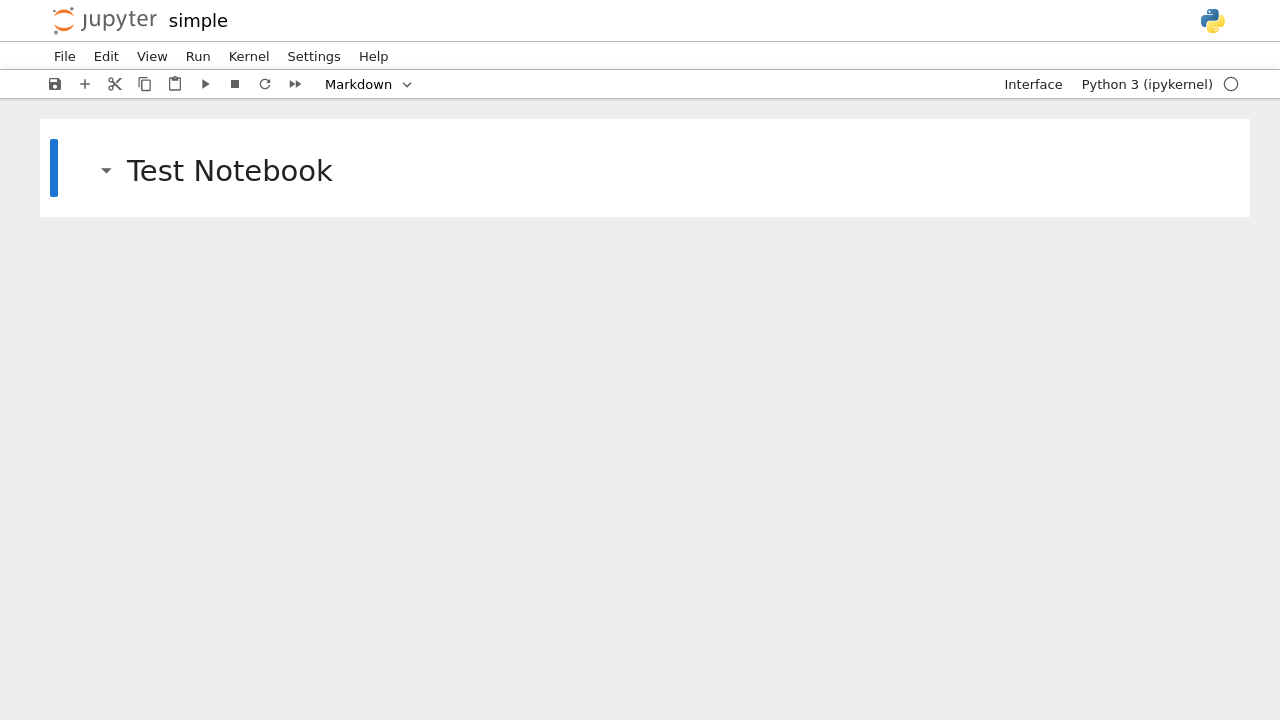 jupyter simple
File Edit View Run Kernel Settings Help
Markdown Interface Python 3 (ipykernel)
Test Notebook